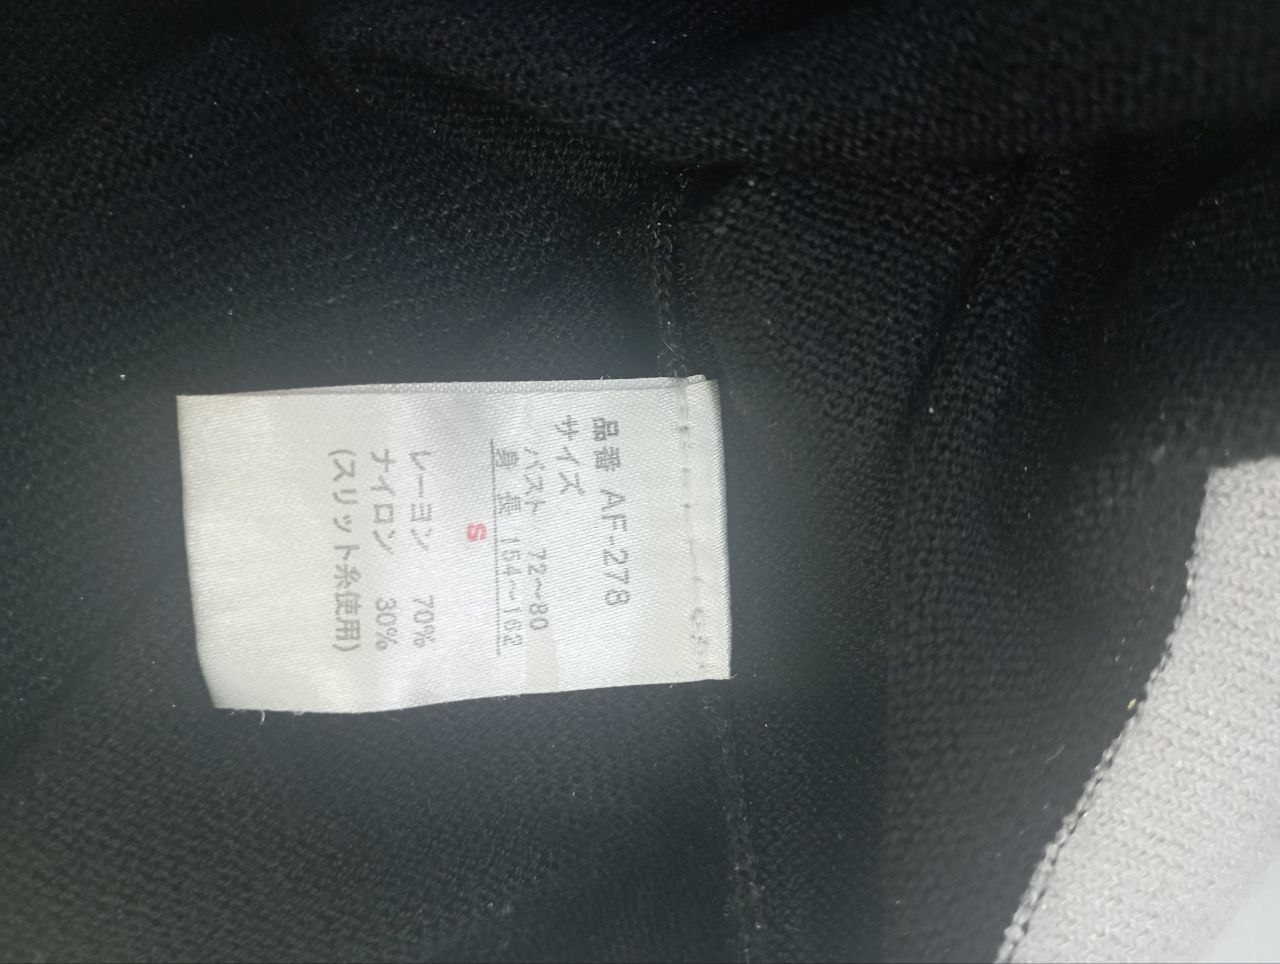 品番 AF-278
サイズ
バスト 72~80
身長 154~162
S
レーヨン 70%
ナイロン 30%
(スリット糸使用)